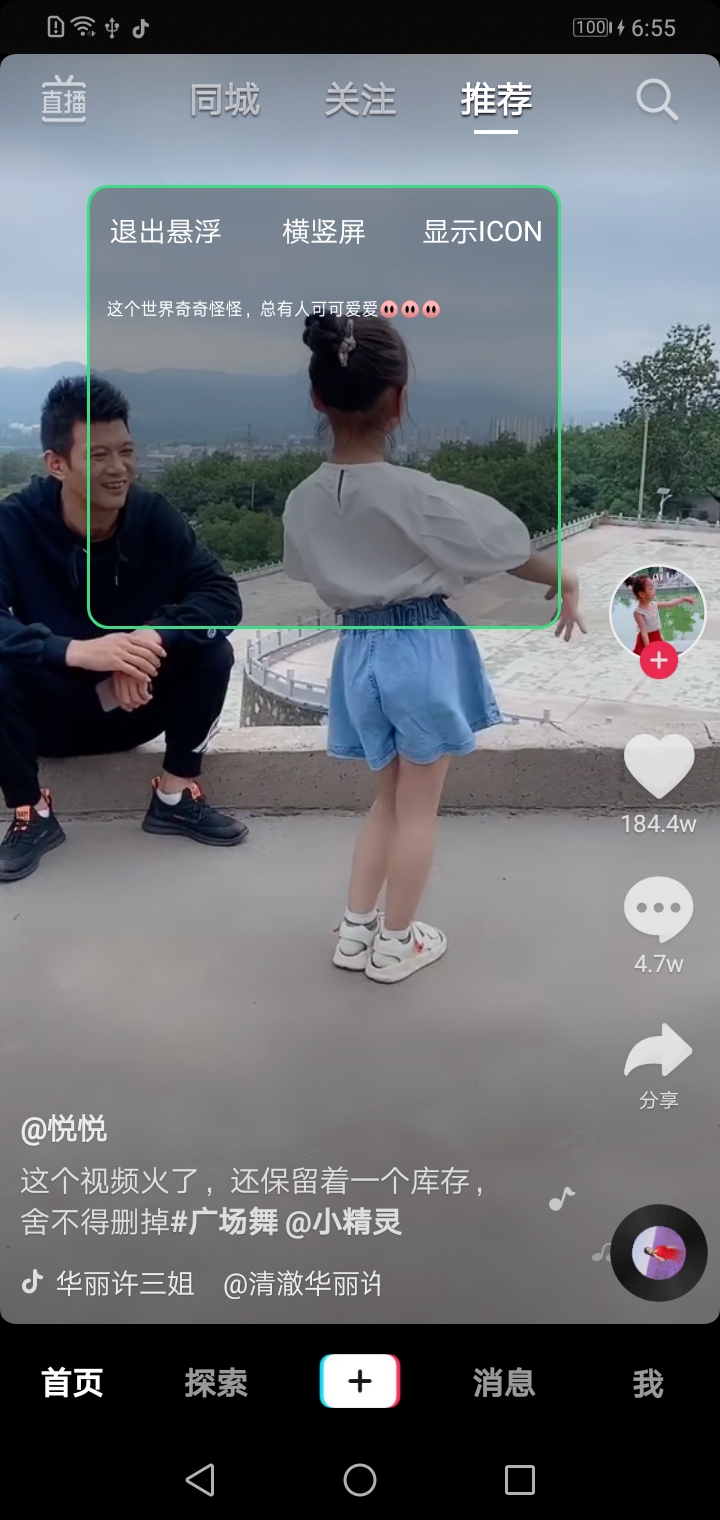 100 6:55
直播 同城 关注 推荐
退出悬浮 横竖屏 显示ICON
这个世界奇奇怪怪，总有人可可爱爱🐽🐽🐽
184.4w
4.7w
分享
@悦悦
这个视频火了，还保留着一个库存，
舍不得删掉#广场舞 @小精灵
华丽许三姐 @清澈华丽许
首页 探索 消息 我